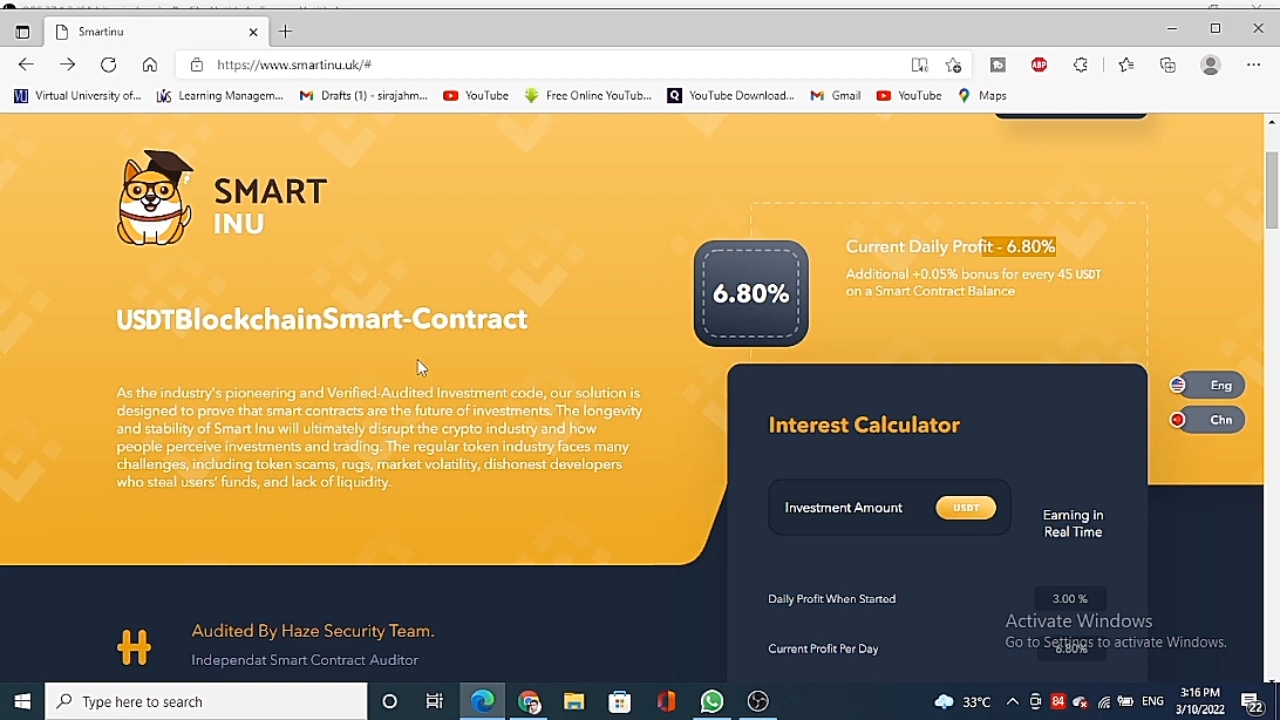 Smartinu
https://www.smartinu.uk/#
Virtual University of... Learning Managem... Drafts (1) - sirajahm... YouTube Free Online YouTub... YouTube Download... Gmail YouTube Maps
SMART
INU
Current Daily Profit - 6.80%
Additional +0.05% bonus for every 45 USDT
on a Smart Contract Balance
6.80%
USDTBlockchainSmart-Contract
As the industry's pioneering and Verified-Audited Investment code, our solution is
designed to prove that smart contracts are the future of investments. The longevity
and stability of Smart Inu will ultimately disrupt the crypto industry and how
people perceive investments and trading. The regular token industry faces many
challenges, including token scams, rugs, market volatility, dishonest developers
who steal users' funds, and lack of liquidity.
Eng
Chn
Interest Calculator
Investment Amount USDT
Earning in
Real Time
Daily Profit When Started 3.00 %
Current Profit Per Day 6.80%
Audited By Haze Security Team.
Independat Smart Contract Auditor
Activate Windows
Go to Settings to activate Windows.
Type here to search
33°C
84
ENG
3:16 PM
3/10/2022
22